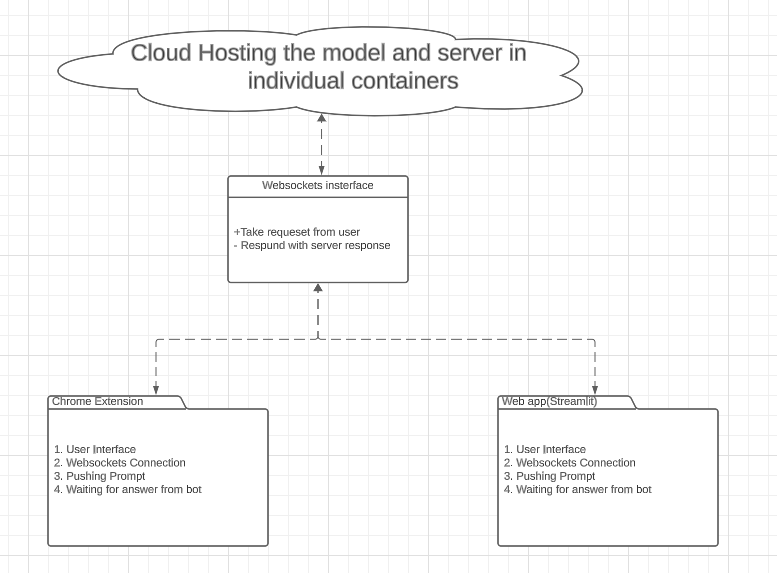 Cloud Hosting the model and server in
individual containers
Websockets insterface
+Take requeset from user
- Respund with server response
Chrome Extension
1. User Interface
2. Websockets Connection
3. Pushing Prompt
4. Waiting for answer from bot
Web app(Streamlit)
1. User Interface
2. Websockets Connection
3. Pushing Prompt
4. Waiting for answer from bot